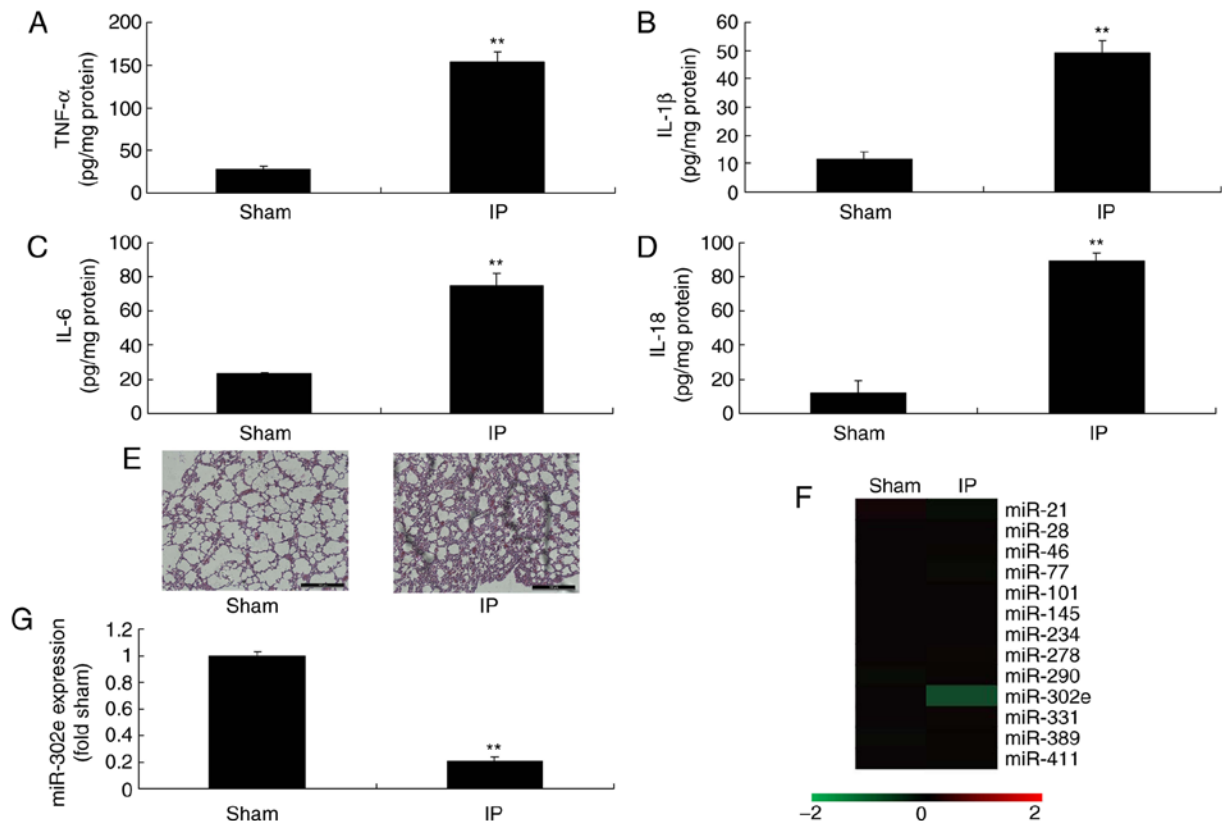 A
TNF-α
(pg/mg protein)
200
150
100
50
0
**
Sham
IP
B
IL-1β
(pg/mg protein)
60
50
40
30
20
10
0
**
Sham
IP
C
IL-6
(pg/mg protein)
100
80
60
40
20
0
**
Sham
IP
D
IL-18
(pg/mg protein)
100
80
60
40
20
0
**
Sham
IP
E
Sham
IP
F
Sham
IP
miR-21
miR-28
miR-46
miR-77
miR-101
miR-145
miR-234
miR-278
miR-290
miR-302e
miR-331
miR-389
miR-411
−2
0
2
G
miR-302e expression
(fold sham)
1.2
1
0.8
0.6
0.4
0.2
0
**
Sham
IP